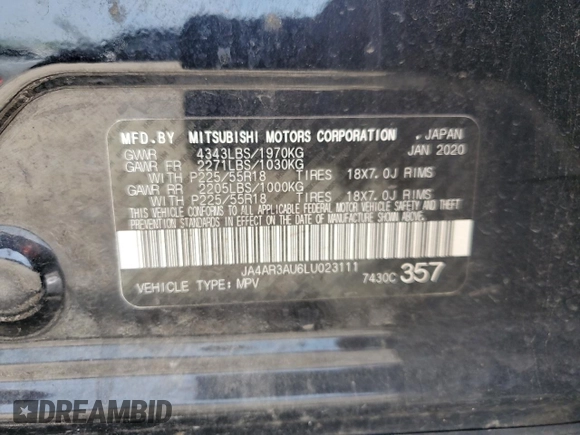 MFD.BY MITSUBISHI MOTORS CORPORATION . JAPAN
GVWR 4343LBS/1970KG JAN 2020
GAWR FR 2271LBS/1030KG
WITH P225/55R18 TIRES 18X7.0J RIMS
GAWR RR 2205LBS/1000KG
WITH P225/55R18 TIRES 18X7.0J RIMS
THIS VEHICLE CONFORMS TO ALL APPLICABLE FEDERAL MOTOR VEHICLE SAFETY AND THEFT
PREVENTION STANDARDS IN EFFECT ON THE DATE OF MANUFACTURE SHOWN ABOVE.
JA4AR3AU6LU023111
VEHICLE TYPE: MPV 7430C 357
DREAMBID